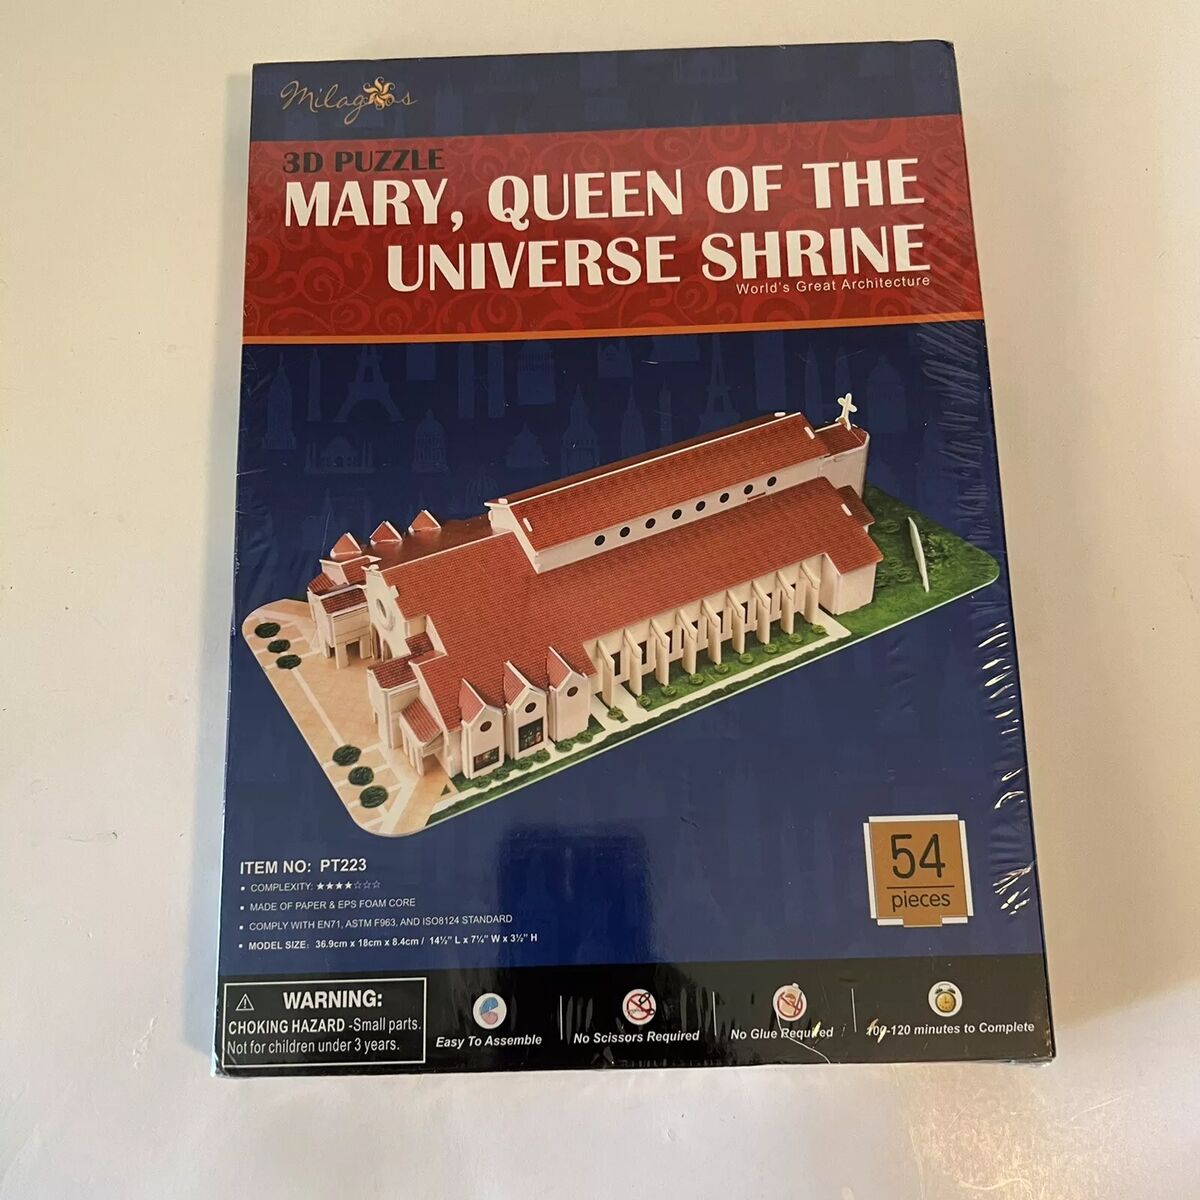 Milagros
3D PUZZLE
MARY, QUEEN OF THE
UNIVERSE SHRINE
World's Great Architecture
54
pieces
ITEM NO: PT223
▪ COMPLEXITY: ★★★★☆☆☆
▪ MADE OF PAPER & EPS FOAM CORE
▪ COMPLY WITH EN71, ASTM F963, AND ISO8124 STANDARD
▪ MODEL SIZE: 36.9cm x 18cm x 8.4cm / 14½" L x 7¼" W x 3½" H
⚠ WARNING:
CHOKING HAZARD -Small parts.
Not for children under 3 years.
Easy To Assemble
No Scissors Required
No Glue Required
100-120 minutes to Complete